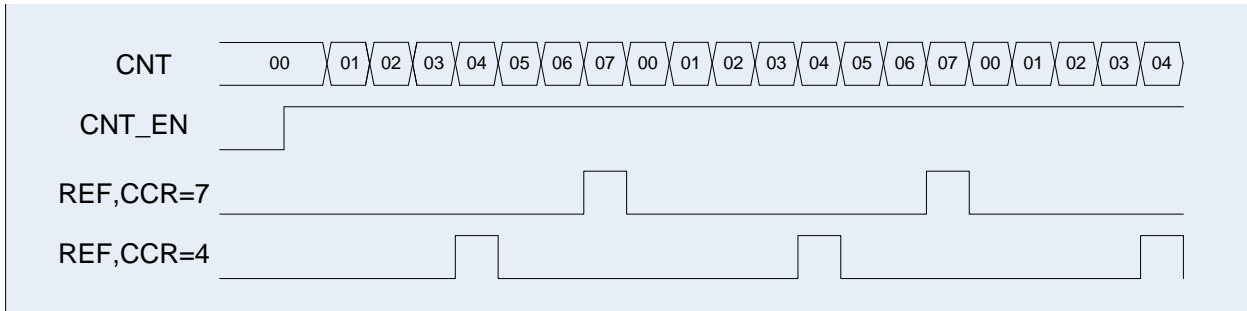 CNT 00 01 02 03 04 05 06 07 00 01 02 03 04 05 06 07 00 01 02 03 04
CNT_EN
REF,CCR=7
REF,CCR=4